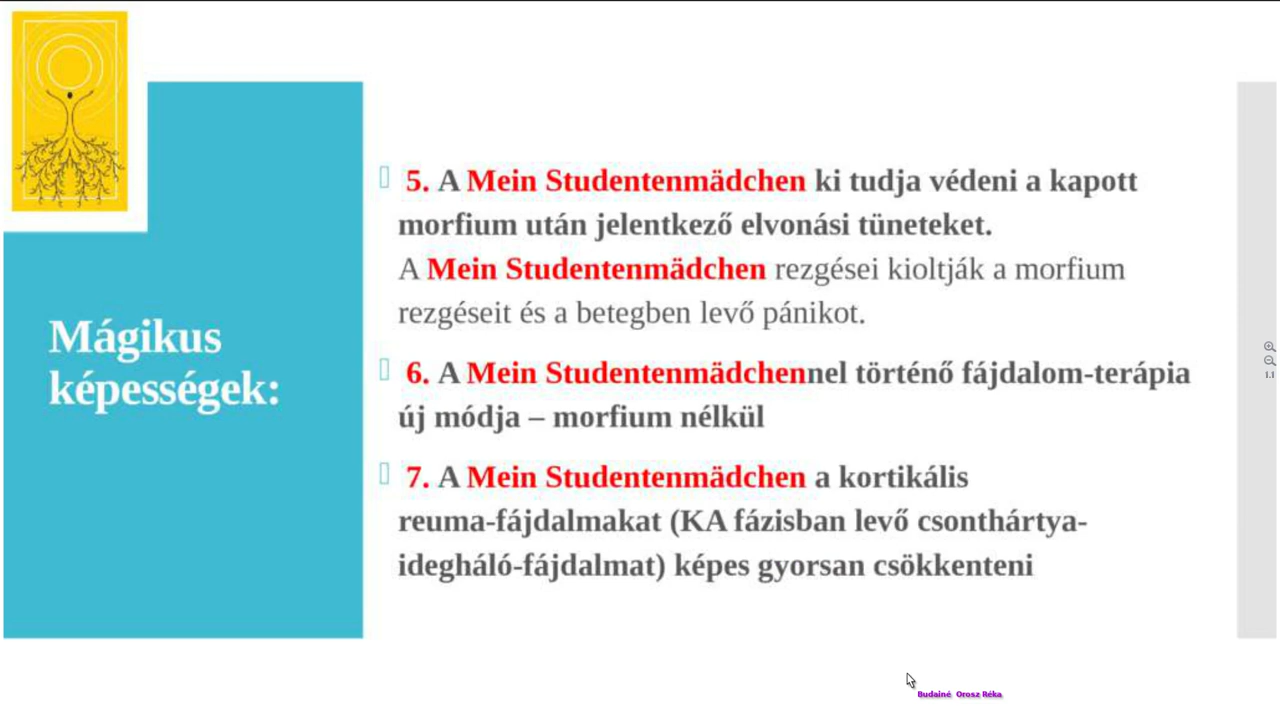 Mágikus
képességek:
5. A Mein Studentenmädchen ki tudja védeni a kapott
morfium után jelentkező elvonási tüneteket.
A Mein Studentenmädchen rezgései kioltják a morfium
rezgéseit és a betegben levő pánikot.
6. A Mein Studentenmädchennel történő fájdalom-terápia
új módja – morfium nélkül
7. A Mein Studentenmädchen a kortikális
reuma-fájdalmakat (KA fázisban levő csonthártya-
idegháló-fájdalmat) képes gyorsan csökkenteni
1.1
Budainé Orosz Réka